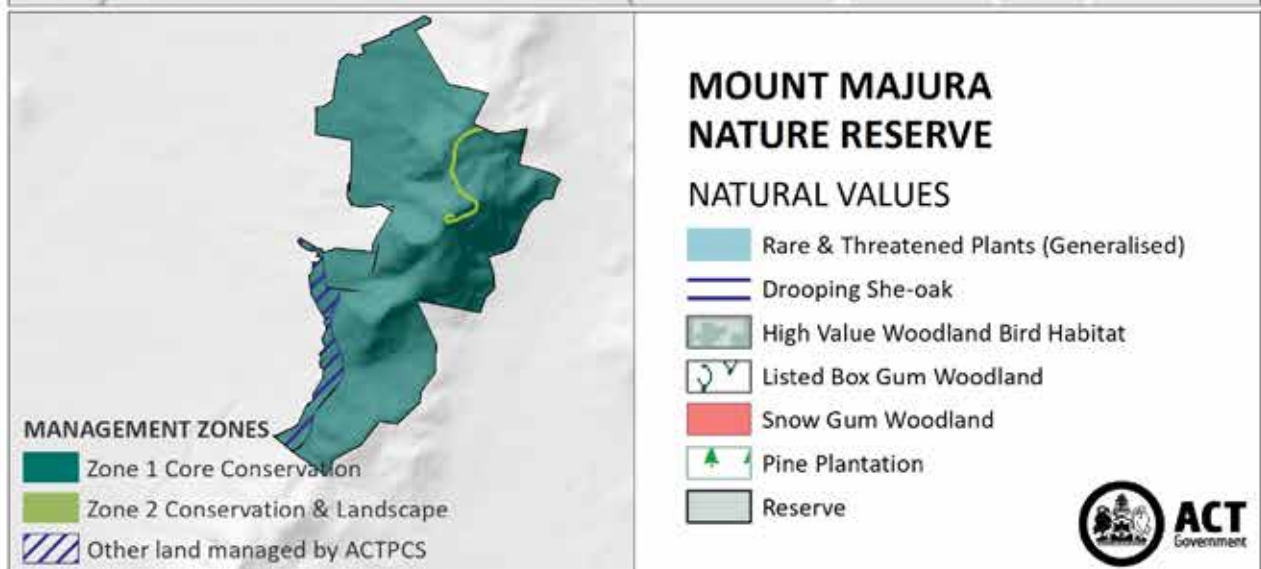 MANAGEMENT ZONES
Zone 1 Core Conservation
Zone 2 Conservation & Landscape
Other land managed by ACTPCS
MOUNT MAJURA
NATURE RESERVE
NATURAL VALUES
Rare & Threatened Plants (Generalised)
Drooping She-oak
High Value Woodland Bird Habitat
Listed Box Gum Woodland
Snow Gum Woodland
Pine Plantation
Reserve
ACT
Government